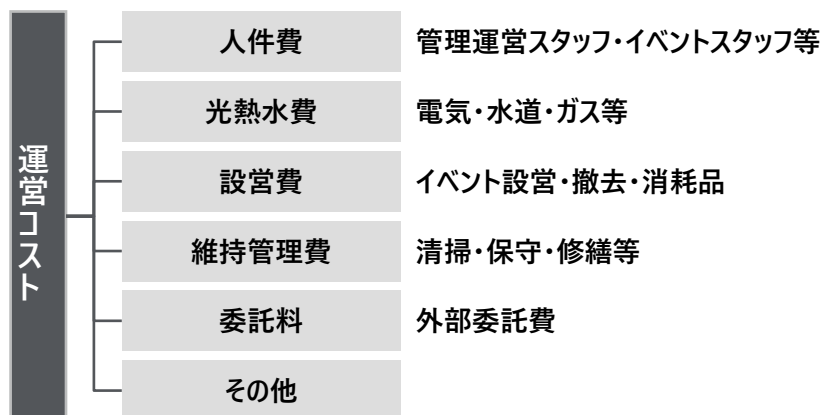 運営コスト
人件費 管理運営スタッフ・イベントスタッフ等
光熱水費 電気・水道・ガス等
設営費 イベント設営・撤去・消耗品
維持管理費 清掃・保守・修繕等
委託料 外部委託費
その他